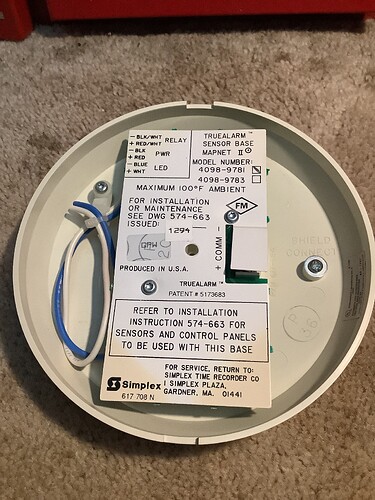 – BLK/WHT
+ RED/WHT
RELAY
– BLK
+ RED
PWR
– BLUE
+ WHT
LED
TRUEALARM™
SENSOR BASE
MAPNET II
MODEL NUMBER:
4098-9781
4098-9783
MAXIMUM 100°F AMBIENT
FOR INSTALLATION
OR MAINTENANCE
SEE DWG 574-663
ISSUED:
1294
FM
– COMM +
PRODUCED IN U.S.A.
TRUEALARM™
PATENT # 5173683
REFER TO INSTALLATION
INSTRUCTION 574-663 FOR
SENSORS AND CONTROL PANELS
TO BE USED WITH THIS BASE
Simplex
617 708 N
FOR SERVICE, RETURN TO:
SIMPLEX TIME RECORDER CO
1 SIMPLEX PLAZA,
GARDNER, MA. 01441
SHIELD